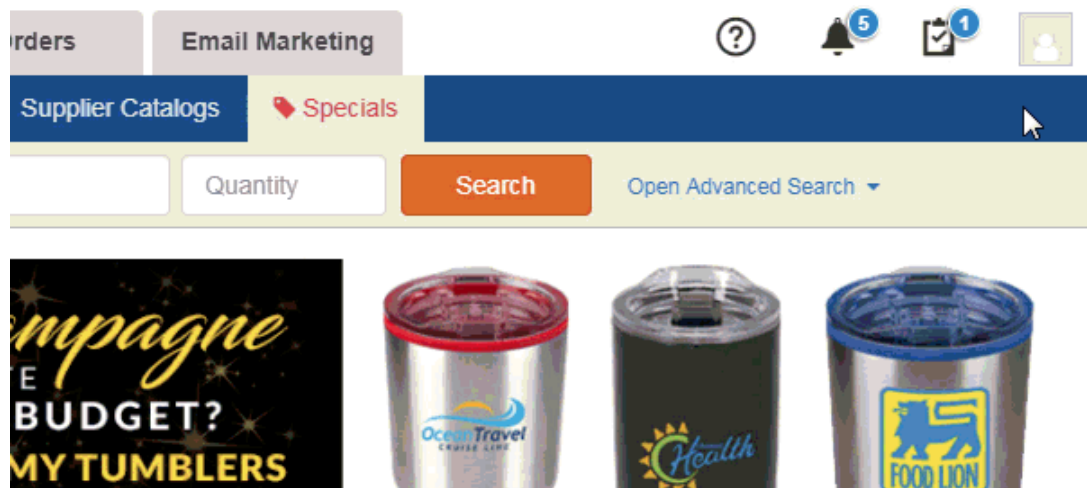 rders
Email Marketing
5
1
Supplier Catalogs
Specials
Quantity
Search
Open Advanced Search
mpagne
TE
BUDGET?
MY TUMBLERS
OceanTravel
CRUISE LINE
Health
FOOD LION